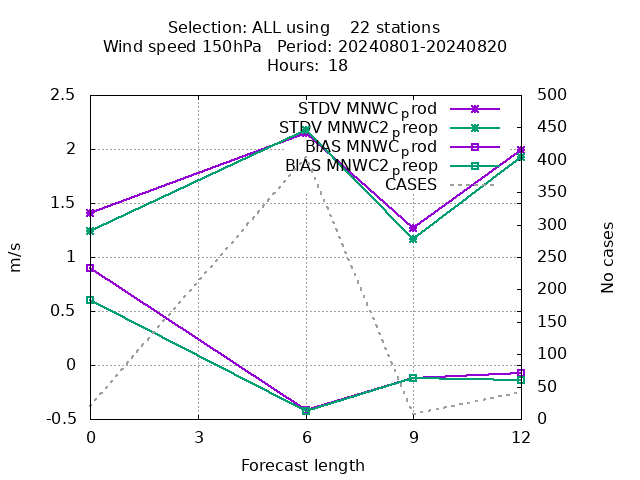 Selection: ALL using    22 stations
Wind speed 150hPa   Period: 20240801-20240820
Hours:  18
2.5
2
1.5
1
0.5
0
-0.5
m/s
STDV MNWC_prod
STDV MNWC2_preop
BIAS MNWC_prod
BIAS MNWC2_preop
CASES
500
450
400
350
300
250
200
150
100
50
0
No cases
0 3 6 9 12
Forecast length